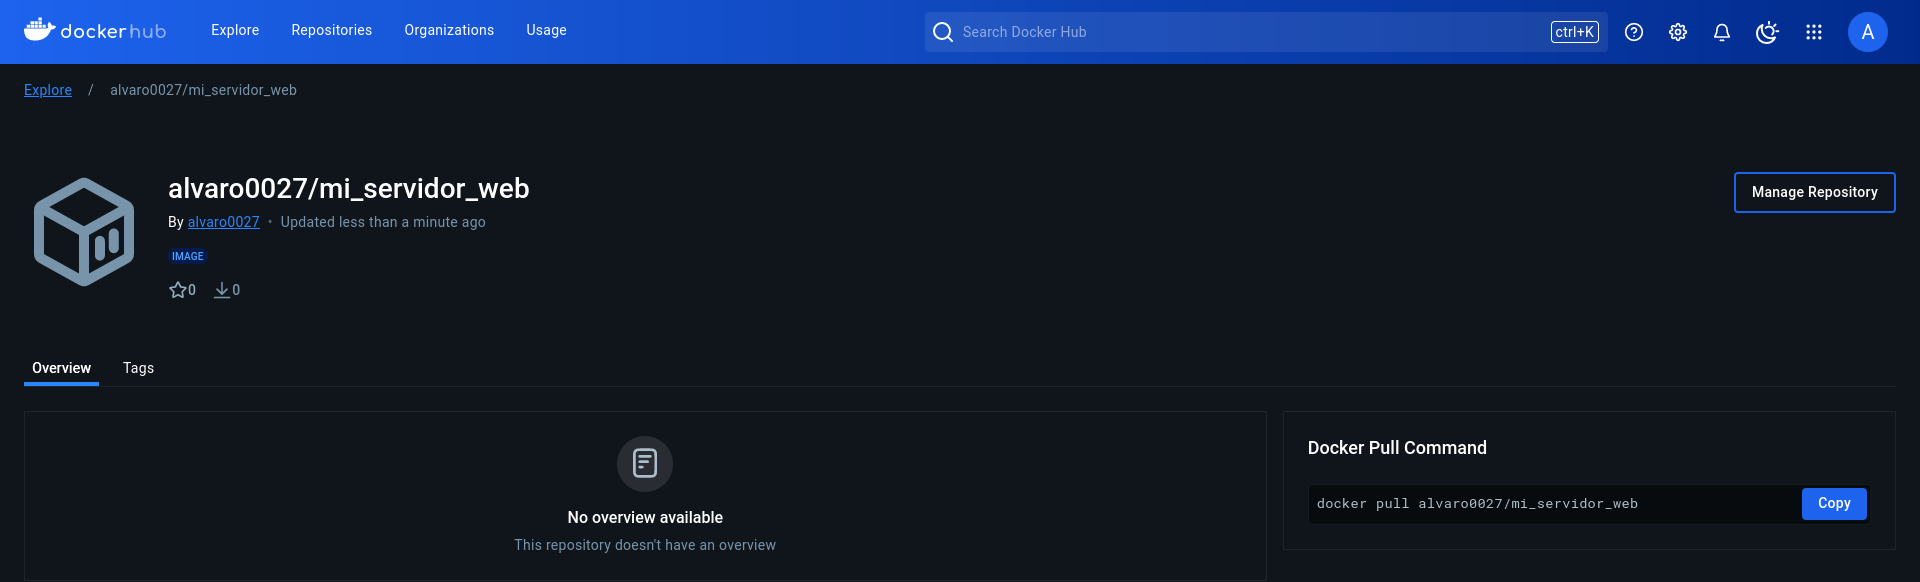 dockerhub
Explore
Repositories
Organizations
Usage
Search Docker Hub
ctrl+K
A
Explore / alvaro0027/mi_servidor_web
alvaro0027/mi_servidor_web
Manage Repository
By alvaro0027 • Updated less than a minute ago
IMAGE
0
0
Overview
Tags
No overview available
This repository doesn't have an overview
Docker Pull Command
docker pull alvaro0027/mi_servidor_web
Copy